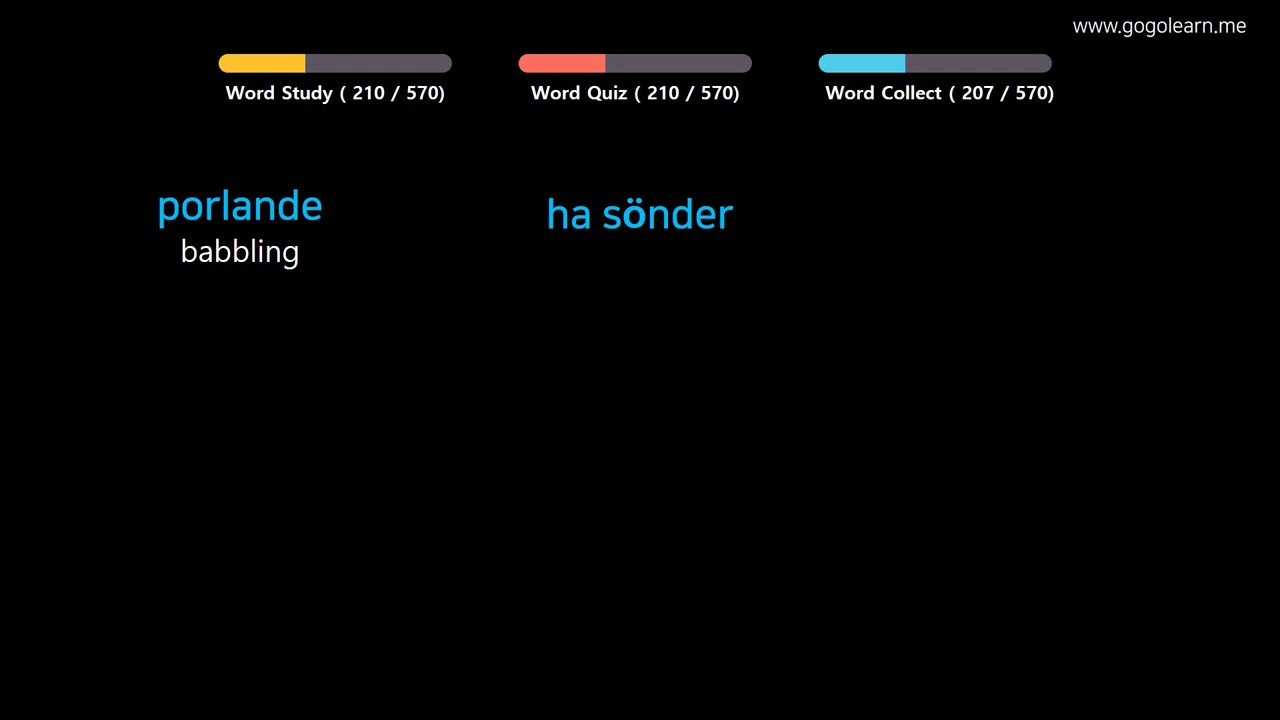 www.gogolearn.me
Word Study ( 210 / 570)
Word Quiz ( 210 / 570)
Word Collect ( 207 / 570)
porlande
babbling
ha sönder